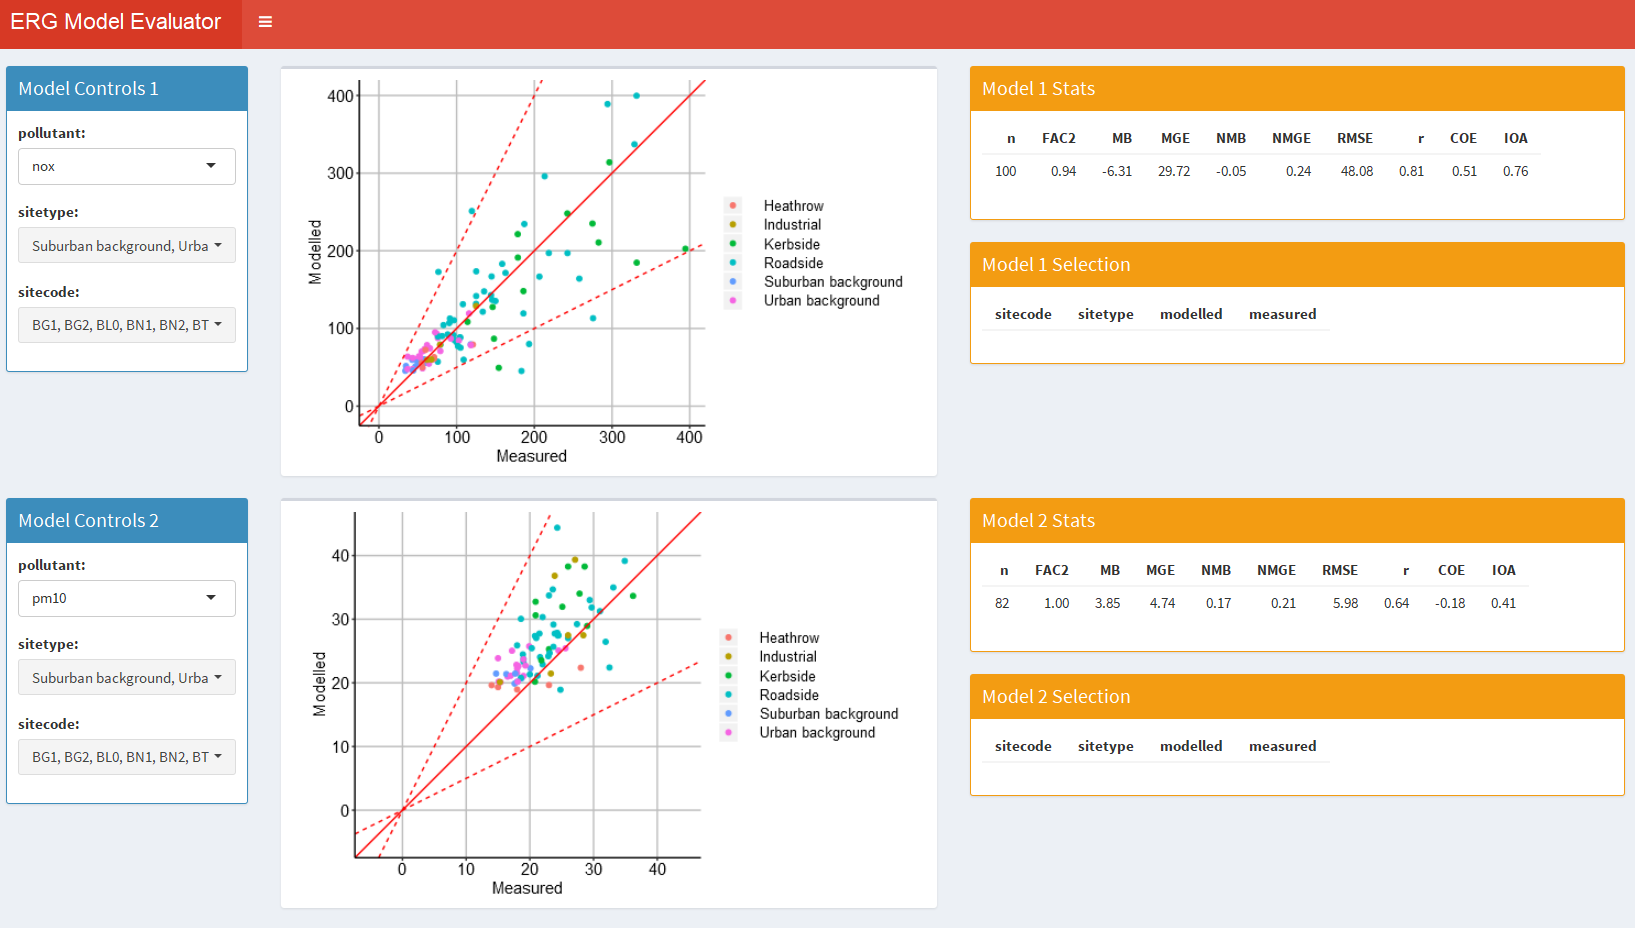 ERG Model Evaluator
Model Controls 1
pollutant:
nox
sitetype:
Suburban background, Urba
sitecode:
BG1, BG2, BL0, BN1, BN2, BT
400
300
200
100
0
0 100 200 300 400
Measured
Modelled
Heathrow
Industrial
Kerbside
Roadside
Suburban background
Urban background
Model 1 Stats
n FAC2 MB MGE NMB NMGE RMSE r COE IOA
100 0.94 -6.31 29.72 -0.05 0.24 48.08 0.81 0.51 0.76
Model 1 Selection
sitecode sitetype modelled measured
Model Controls 2
pollutant:
pm10
sitetype:
Suburban background, Urba
sitecode:
BG1, BG2, BL0, BN1, BN2, BT
40
30
20
10
0
0 10 20 30 40
Measured
Modelled
Heathrow
Industrial
Kerbside
Roadside
Suburban background
Urban background
Model 2 Stats
n FAC2 MB MGE NMB NMGE RMSE r COE IOA
82 1.00 3.85 4.74 0.17 0.21 5.98 0.64 -0.18 0.41
Model 2 Selection
sitecode sitetype modelled measured